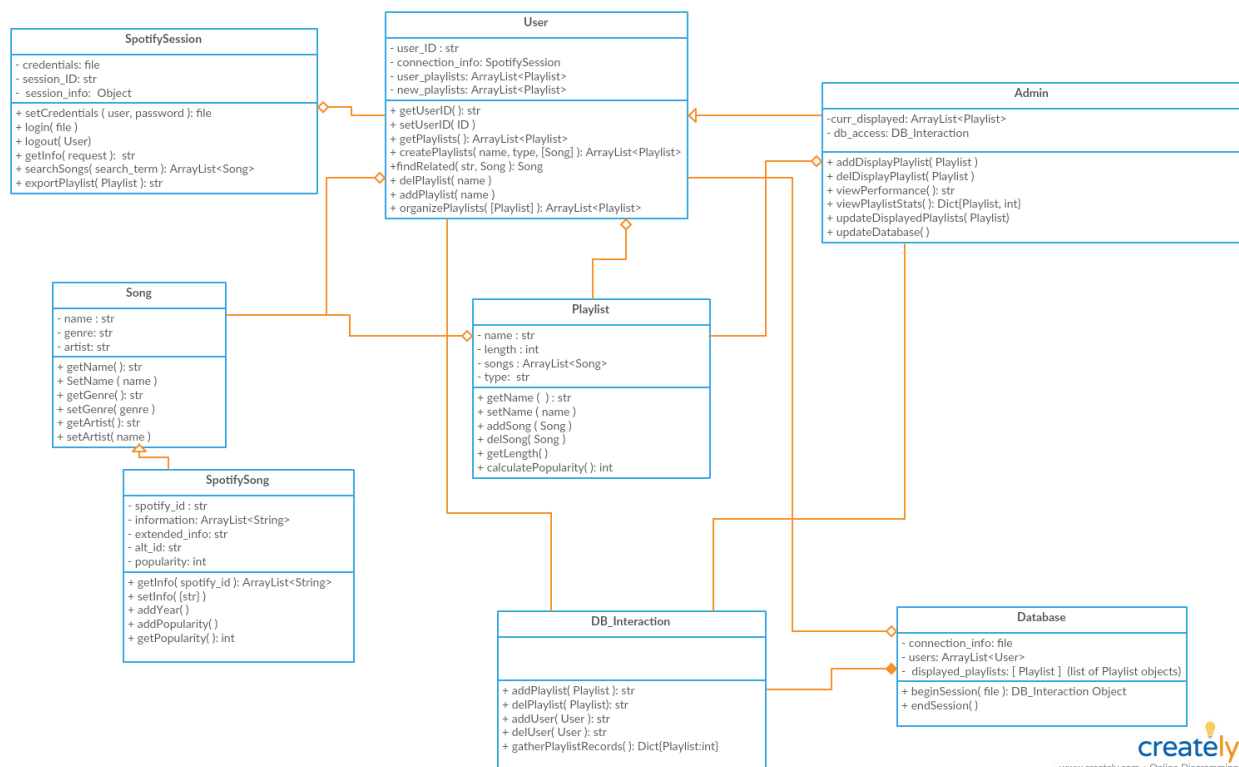 SpotifySession
- credentials: file
- session_ID: str
- session_info: Object
+ setCredentials ( user, password ): file
+ login( file )
+ logout( User)
+ getInfo( request ): str
+ searchSongs( search_term ): ArrayList<Song>
+ exportPlaylist( Playlist ): str
User
- user_ID : str
- connection_info: SpotifySession
- user_playlists: ArrayList<Playlist>
- new_playlists: ArrayList<Playlist>
+ getUserID( ): str
+ setUserID( ID )
+ getPlaylists( ): ArrayList<Playlist>
+ createPlaylists( name, type, [Song] ): ArrayList<Playlist>
+findRelated( str, Song ): Song
+ delPlaylist( name )
+ addPlaylist( name )
+ organizePlaylists( [Playlist] ): ArrayList<Playlist>
Admin
-curr_displayed: ArrayList<Playlist>
- db_access: DB_Interaction
+ addDisplayPlaylist( Playlist )
+ delDisplayPlaylist( Playlist )
+ viewPerformance( ): str
+ viewPlaylistStats( ): Dict{Playlist, int}
+ updateDisplayedPlaylists( Playlist)
+ updateDatabase( )
Song
- name : str
- genre: str
- artist: str
+ getName( ): str
+ SetName ( name )
+ getGenre( ): str
+ setGenre( genre )
+ getArtist( ): str
+ setArtist( name )
Playlist
- name : str
- length : int
- songs : ArrayList<Song>
- type: str
+ getName ( ) : str
+ setName ( name )
+ addSong ( Song )
+ delSong( Song )
+ getLength( )
+ calculatePopularity( ): int
SpotifySong
- spotify_id : str
- information: ArrayList<String>
- extended_info: str
- alt_id: str
- popularity: int
+ getInfo( spotify_id ): ArrayList<String>
+ setInfo( {str} )
+ addYear( )
+ addPopularity( )
+ getPopularity( ): int
DB_Interaction
+ addPlaylist( Playlist ): str
+ delPlaylist( Playlist): str
+ addUser( User ): str
+ delUser( User ): str
+ gatherPlaylistRecords( ): Dict{Playlist:int}
Database
- connection_info: file
- users: ArrayList<User>
- displayed_playlists: [ Playlist ] (list of Playlist objects)
+ beginSession( file ): DB_Interaction Object
+ endSession( )
creately
www.creately.com • Online Diagramming